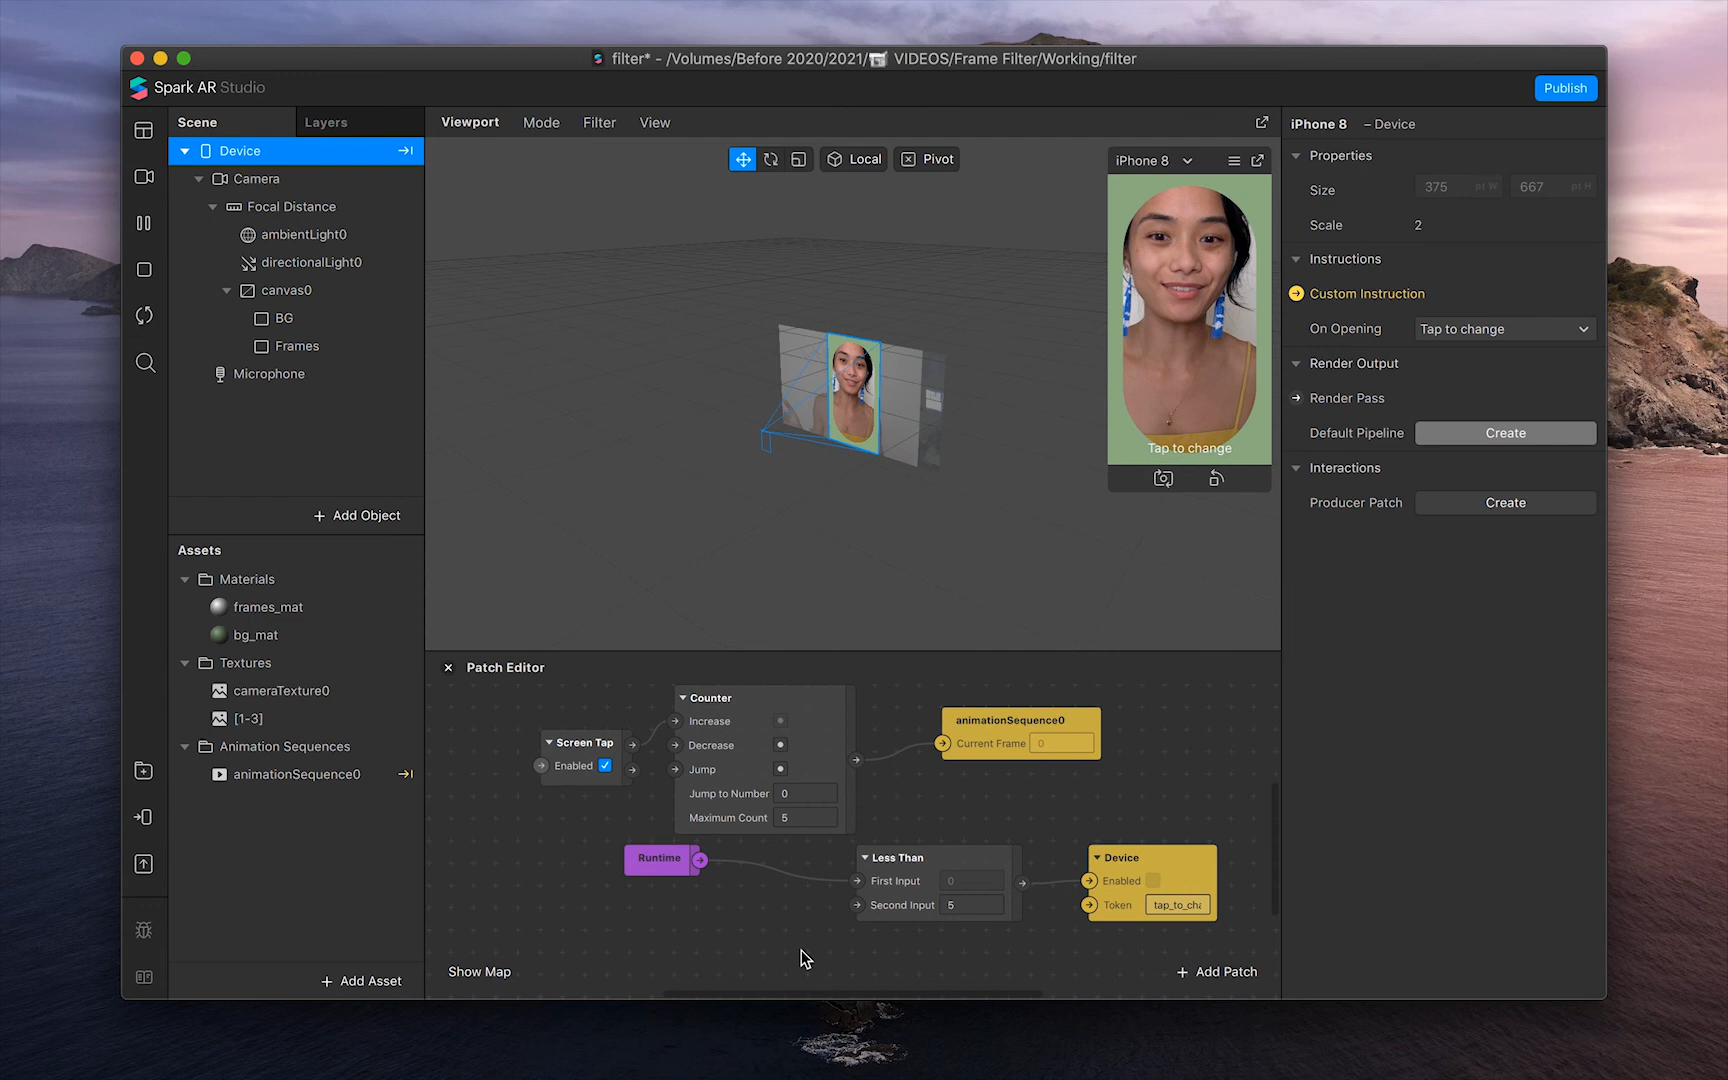 filter* - /Volumes/Before 2020/2021/ VIDEOS/Frame Filter/Working/filter
Spark AR Studio
Publish
Scene
Layers
Device
Camera
Focal Distance
ambientLight0
directionalLight0
canvas0
BG
Frames
Microphone
+ Add Object
Assets
Materials
frames_mat
bg_mat
Textures
cameraTexture0
[1-3]
Animation Sequences
animationSequence0
+ Add Asset
Viewport Mode Filter View
Local
Pivot
iPhone 8
Tap to change
Patch Editor
Screen Tap
Enabled
Counter
Increase
Decrease
Jump
Jump to Number 0
Maximum Count 5
animationSequence0
Current Frame 0
Runtime
Less Than
First Input 0
Second Input 5
Device
Enabled
Token tap_to_cha
Show Map
+ Add Patch
iPhone 8 – Device
Properties
Size 375 pt W 667 pt H
Scale 2
Instructions
Custom Instruction
On Opening Tap to change
Render Output
Render Pass
Default Pipeline Create
Interactions
Producer Patch Create